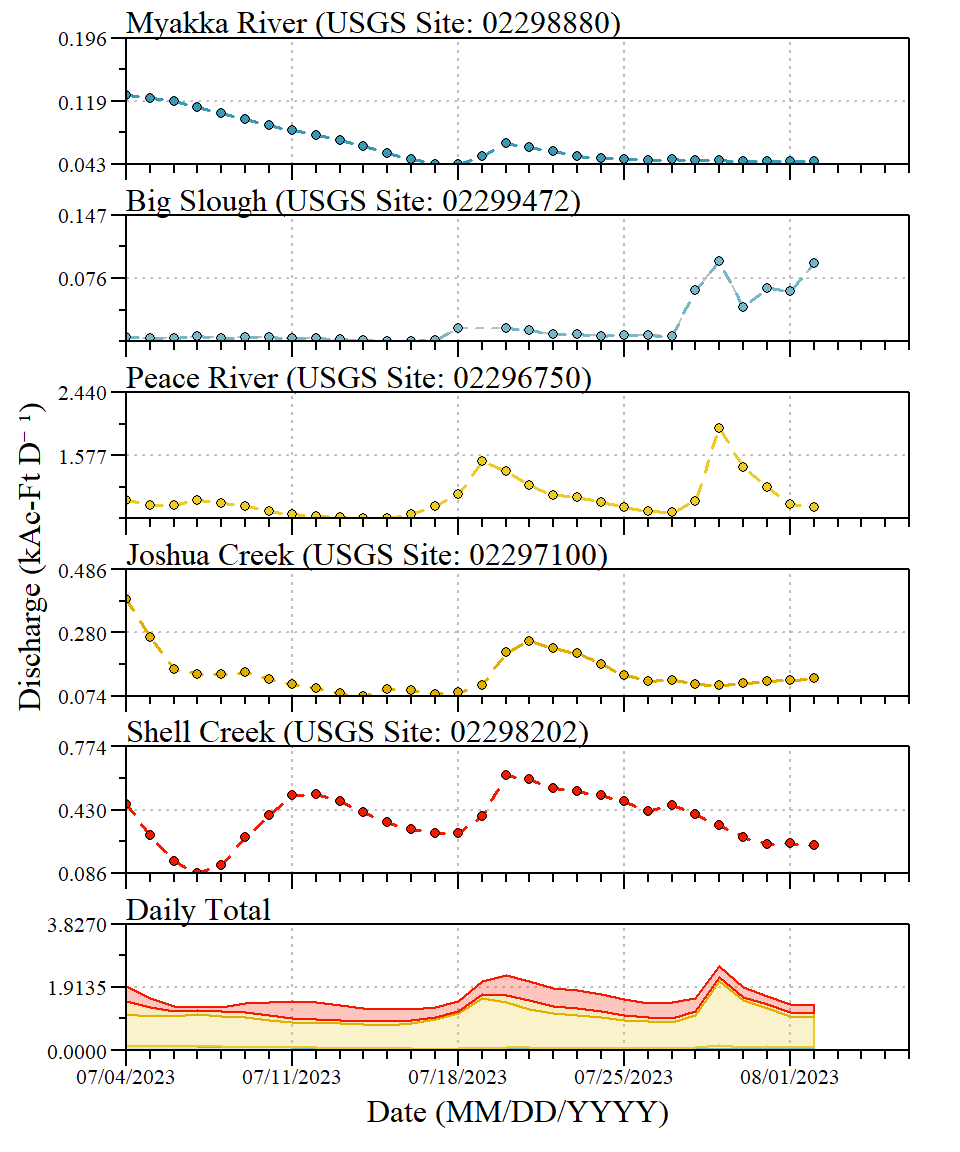 Myakka River (USGS Site: 02298880)
0.196
0.119
0.043
Big Slough (USGS Site: 02299472)
0.147
0.076
Peace River (USGS Site: 02296750)
2.440
1.577
Joshua Creek (USGS Site: 02297100)
0.486
0.280
0.074
Shell Creek (USGS Site: 02298202)
0.774
0.430
0.086
Daily Total
3.8270
1.9135
0.0000
07/04/2023 07/11/2023 07/18/2023 07/25/2023 08/01/2023
Date (MM/DD/YYYY)
Discharge (kAc-Ft D⁻¹)